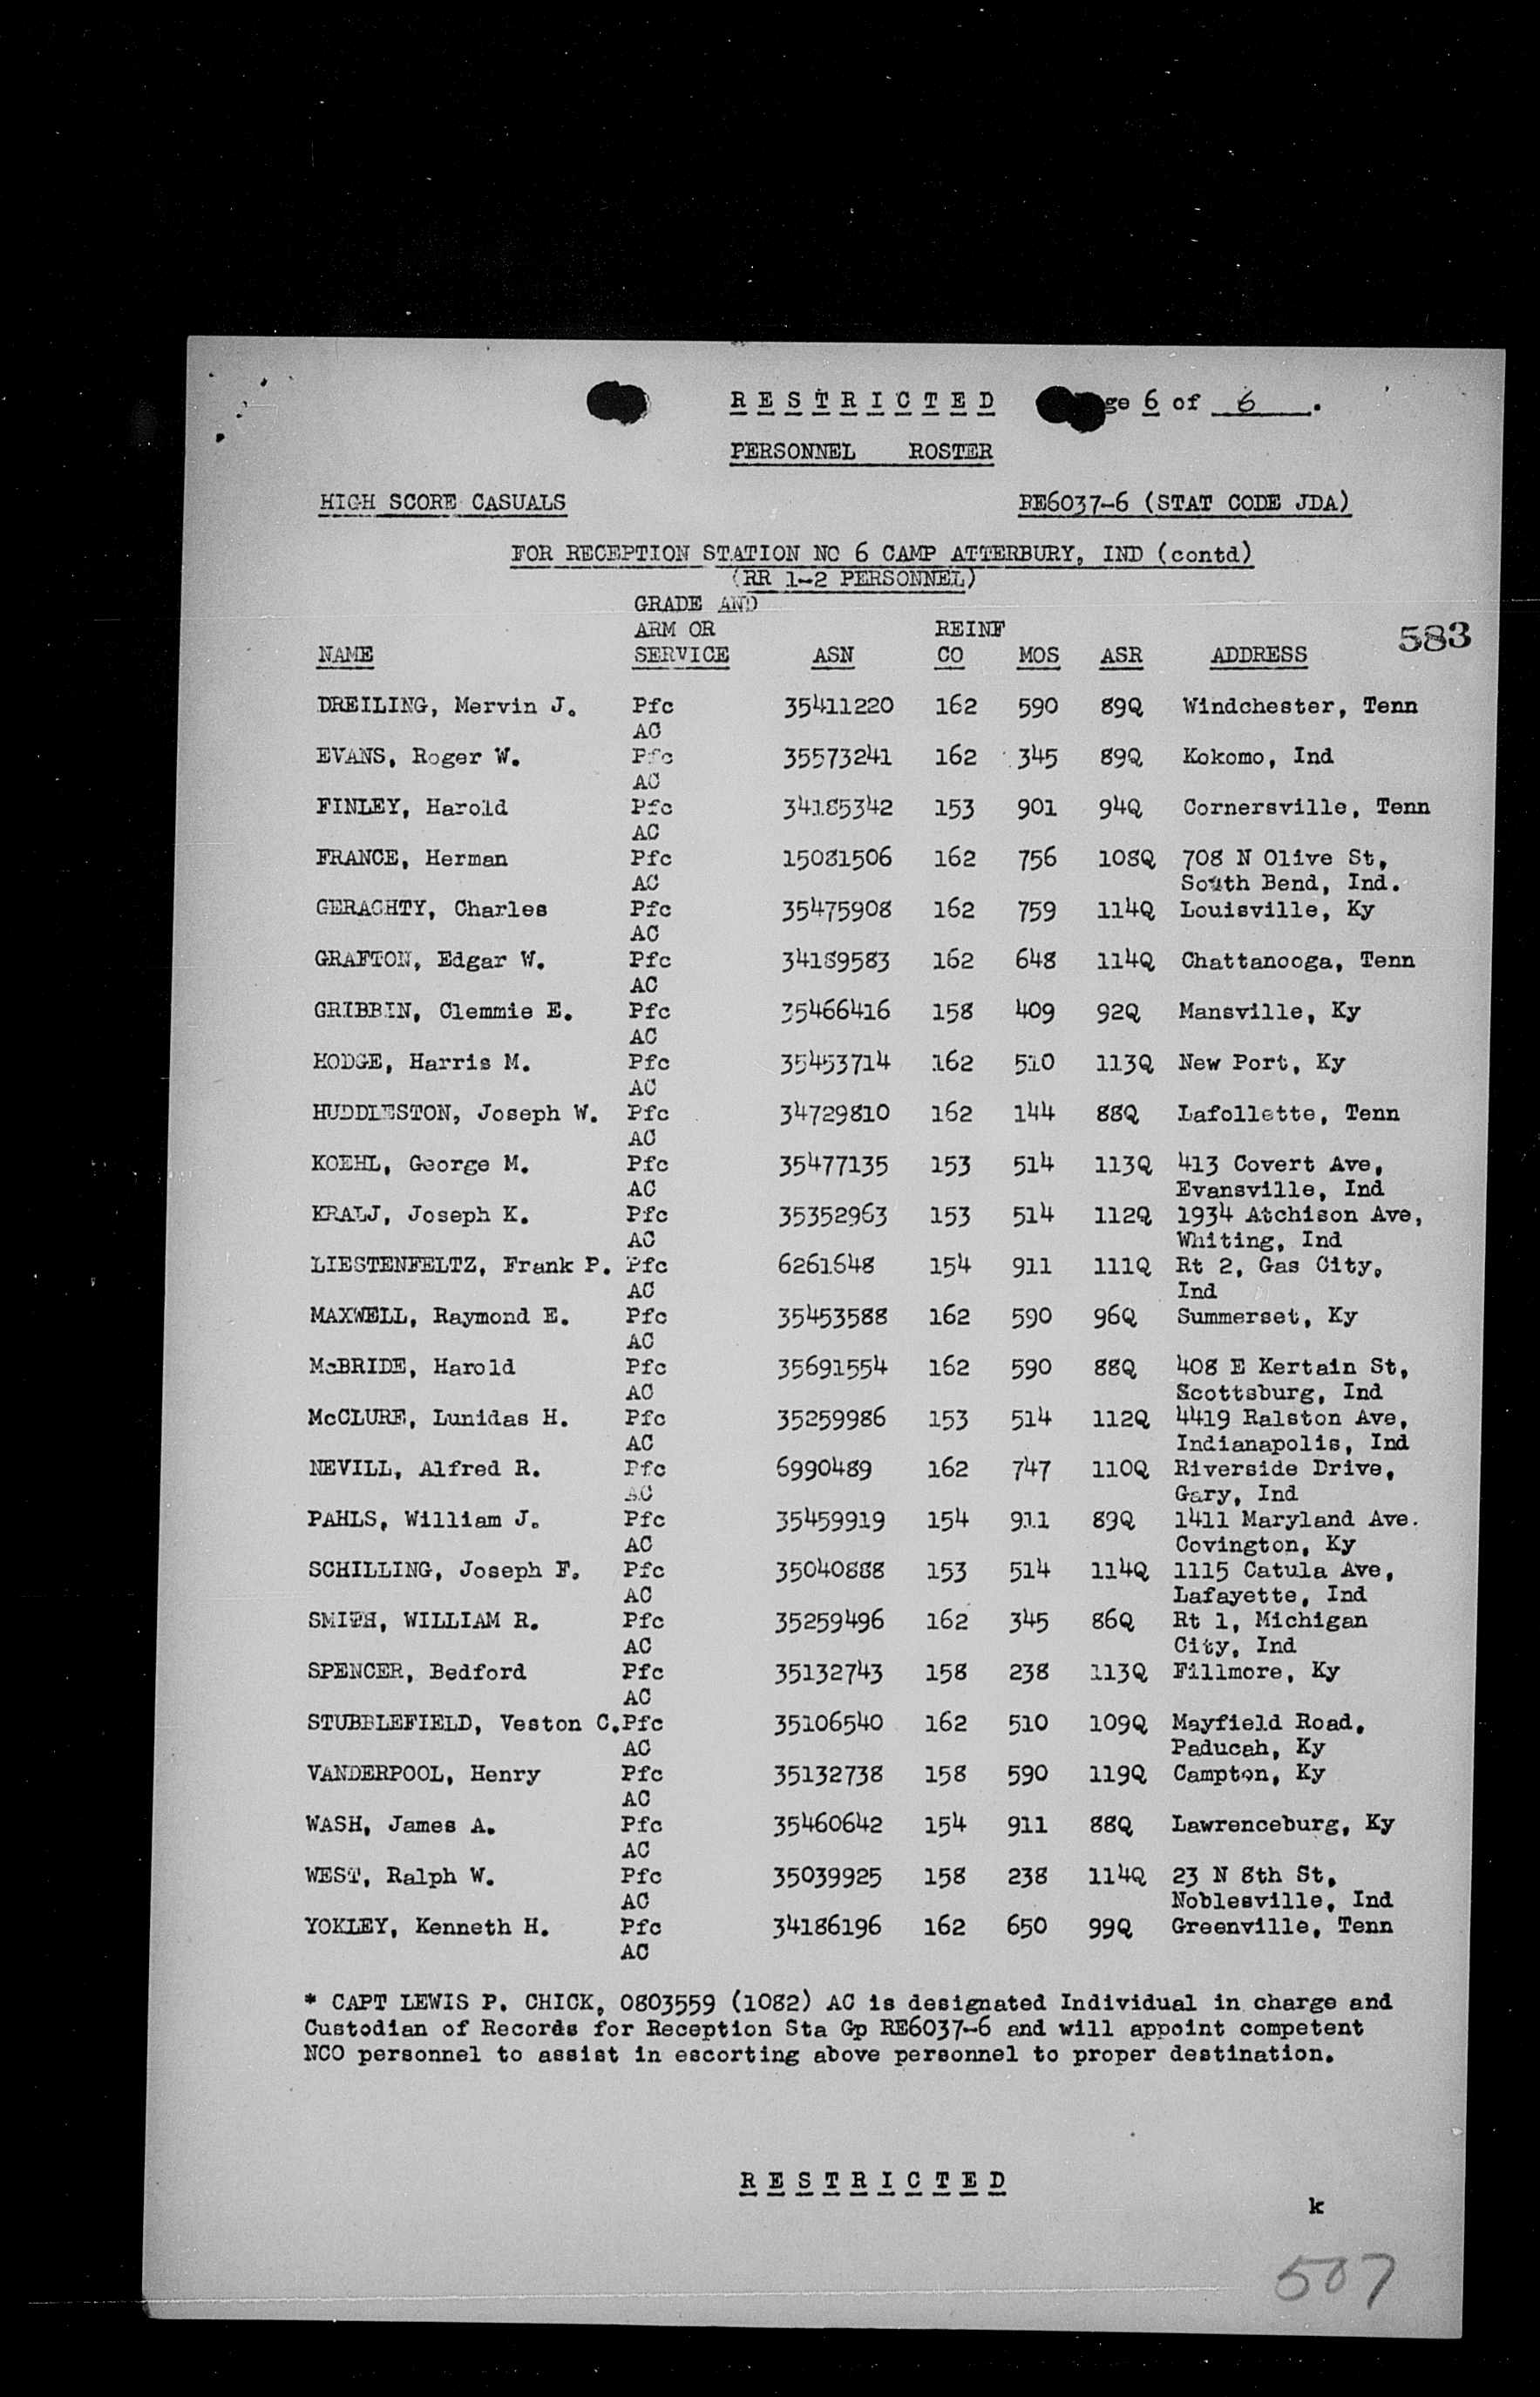 R E S T R I C T E D ge 6 of 6 .
PERSONNEL ROSTER
HIGH SCORE CASUALS RE6037-6 (STAT CODE JDA)
FOR RECEPTION STATION NO 6 CAMP ATTERBURY, IND (contd)
(RR 1-2 PERSONNEL)
GRADE AND
ARM OR REINF
583
NAME SERVICE ASN CO MOS ASR ADDRESS
DREILING, Mervin J. Pfc 35411220 162 590 89Q Windchester, Tenn
AC
EVANS, Roger W. Pfc 35573241 162 345 89Q Kokomo, Ind
AC
FINLEY, Harold Pfc 34185342 153 901 94Q Cornersville, Tenn
AC
FRANCE, Herman Pfc 15081506 162 756 108Q 708 N Olive St,
AC South Bend, Ind.
GERAGHTY, Charles Pfc 35475908 162 759 114Q Louisville, Ky
AC
GRAFTON, Edgar W. Pfc 34189583 162 648 114Q Chattanooga, Tenn
AC
GRIBBIN, Clemmie E. Pfc 35466416 158 409 92Q Mansville, Ky
AC
HODGE, Harris M. Pfc 35453714 162 510 113Q New Port, Ky
AC
HUDDLESTON, Joseph W. Pfc 34729810 162 144 88Q Lafollette, Tenn
AC
KOEHL, George M. Pfc 35477135 153 514 113Q 413 Covert Ave,
AC Evansville, Ind
KRALJ, Joseph K. Pfc 35352963 153 514 112Q 1934 Atchison Ave,
AC Whiting, Ind
LIESTENFELTZ, Frank P. Pfc 6261648 154 911 111Q Rt 2, Gas City,
AC Ind
MAXWELL, Raymond E. Pfc 35453588 162 590 96Q Summerset, Ky
AC
McBRIDE, Harold Pfc 35691554 162 590 88Q 408 E Kertain St,
AC Scottsburg, Ind
McCLURE, Lunidas H. Pfc 35259986 153 514 112Q 4419 Ralston Ave,
AC Indianapolis, Ind
NEVILL, Alfred R. Pfc 6990489 162 747 110Q Riverside Drive,
AC Gary, Ind
PAHLS, William J. Pfc 35459919 154 911 89Q 1411 Maryland Ave.
AC Covington, Ky
SCHILLING, Joseph F. Pfc 35040888 153 514 114Q 1115 Catula Ave,
AC Lafayette, Ind
SMITH, WILLIAM R. Pfc 35259496 162 345 86Q Rt 1, Michigan
AC City, Ind
SPENCER, Bedford Pfc 35132743 158 238 113Q Fillmore, Ky
AC
STUBBLEFIELD, Veston C. Pfc 35106540 162 510 109Q Mayfield Road,
AC Paducah, Ky
VANDERPOOL, Henry Pfc 35132738 158 590 119Q Campton, Ky
AC
WASH, James A. Pfc 35460642 154 911 88Q Lawrenceburg, Ky
AC
WEST, Ralph W. Pfc 35039925 158 238 114Q 23 N 8th St,
AC Noblesville, Ind
YOKLEY, Kenneth H. Pfc 34186196 162 650 99Q Greenville, Tenn
AC
* CAPT LEWIS P. CHICK, 0803559 (1082) AC is designated Individual in charge and
Custodian of Records for Reception Sta Gp RE6037-6 and will appoint competent
NCO personnel to assist in escorting above personnel to proper destination.
R E S T R I C T E D
k
507